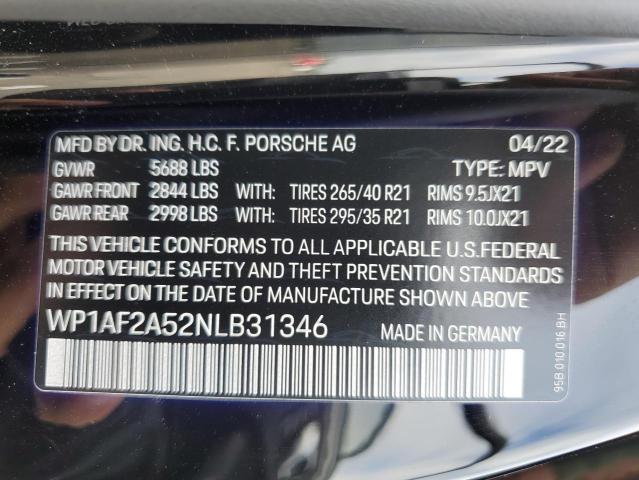 MFD BY DR. ING. H.C. F. PORSCHE AG 04/22
GVWR 5688 LBS TYPE: MPV
GAWR FRONT 2844 LBS WITH: TIRES 265/40 R21 RIMS 9.5JX21
GAWR REAR 2998 LBS WITH: TIRES 295/35 R21 RIMS 10.0JX21
THIS VEHICLE CONFORMS TO ALL APPLICABLE U.S.FEDERAL
MOTOR VEHICLE SAFETY AND THEFT PREVENTION STANDARDS
IN EFFECT ON THE DATE OF MANUFACTURE SHOWN ABOVE.
WP1AF2A52NLB31346 MADE IN GERMANY
95B 010 016 BH